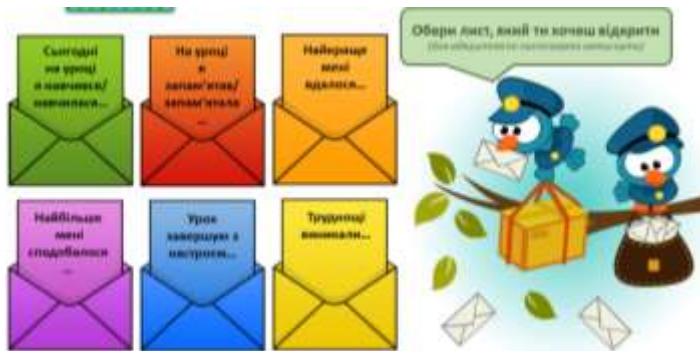 Сьогодні
на уроці
я навчився/
навчилася...
На уроці
я
запам'ятав/
запам'ятала
...
Найкраще
мені
вдалося...
Обери лист, який ти хочеш відкрити
Найбільше
мені
сподобалося
...
Урок
завершую з
настроєм...
Труднощі
виникали...